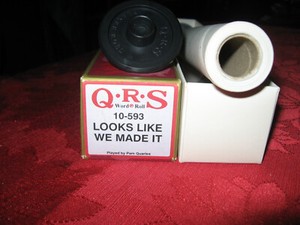 Q·R·S
Word Roll
10-593
LOOKS LIKE
WE MADE IT
Played by Pam Quarles